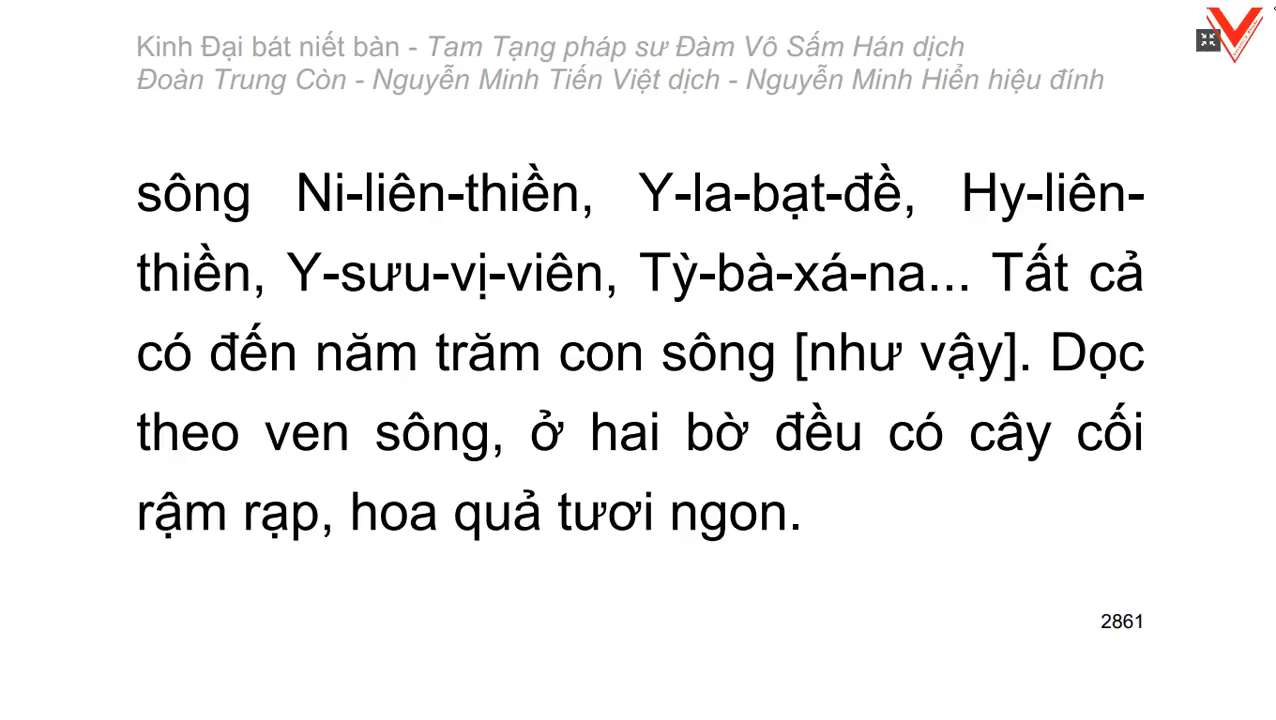 Kinh Đại bát niết bàn - Tam Tạng pháp sư Đàm Vô Sấm Hán dịch
Đoàn Trung Còn - Nguyễn Minh Tiến Việt dịch - Nguyễn Minh Hiển hiệu đính
sông Ni-liên-thiền, Y-la-bạt-đề, Hy-liên-
thiền, Y-sưu-vị-viên, Tỳ-bà-xá-na... Tất cả
có đến năm trăm con sông [như vậy]. Dọc
theo ven sông, ở hai bờ đều có cây cối
rậm rạp, hoa quả tươi ngon.
2861